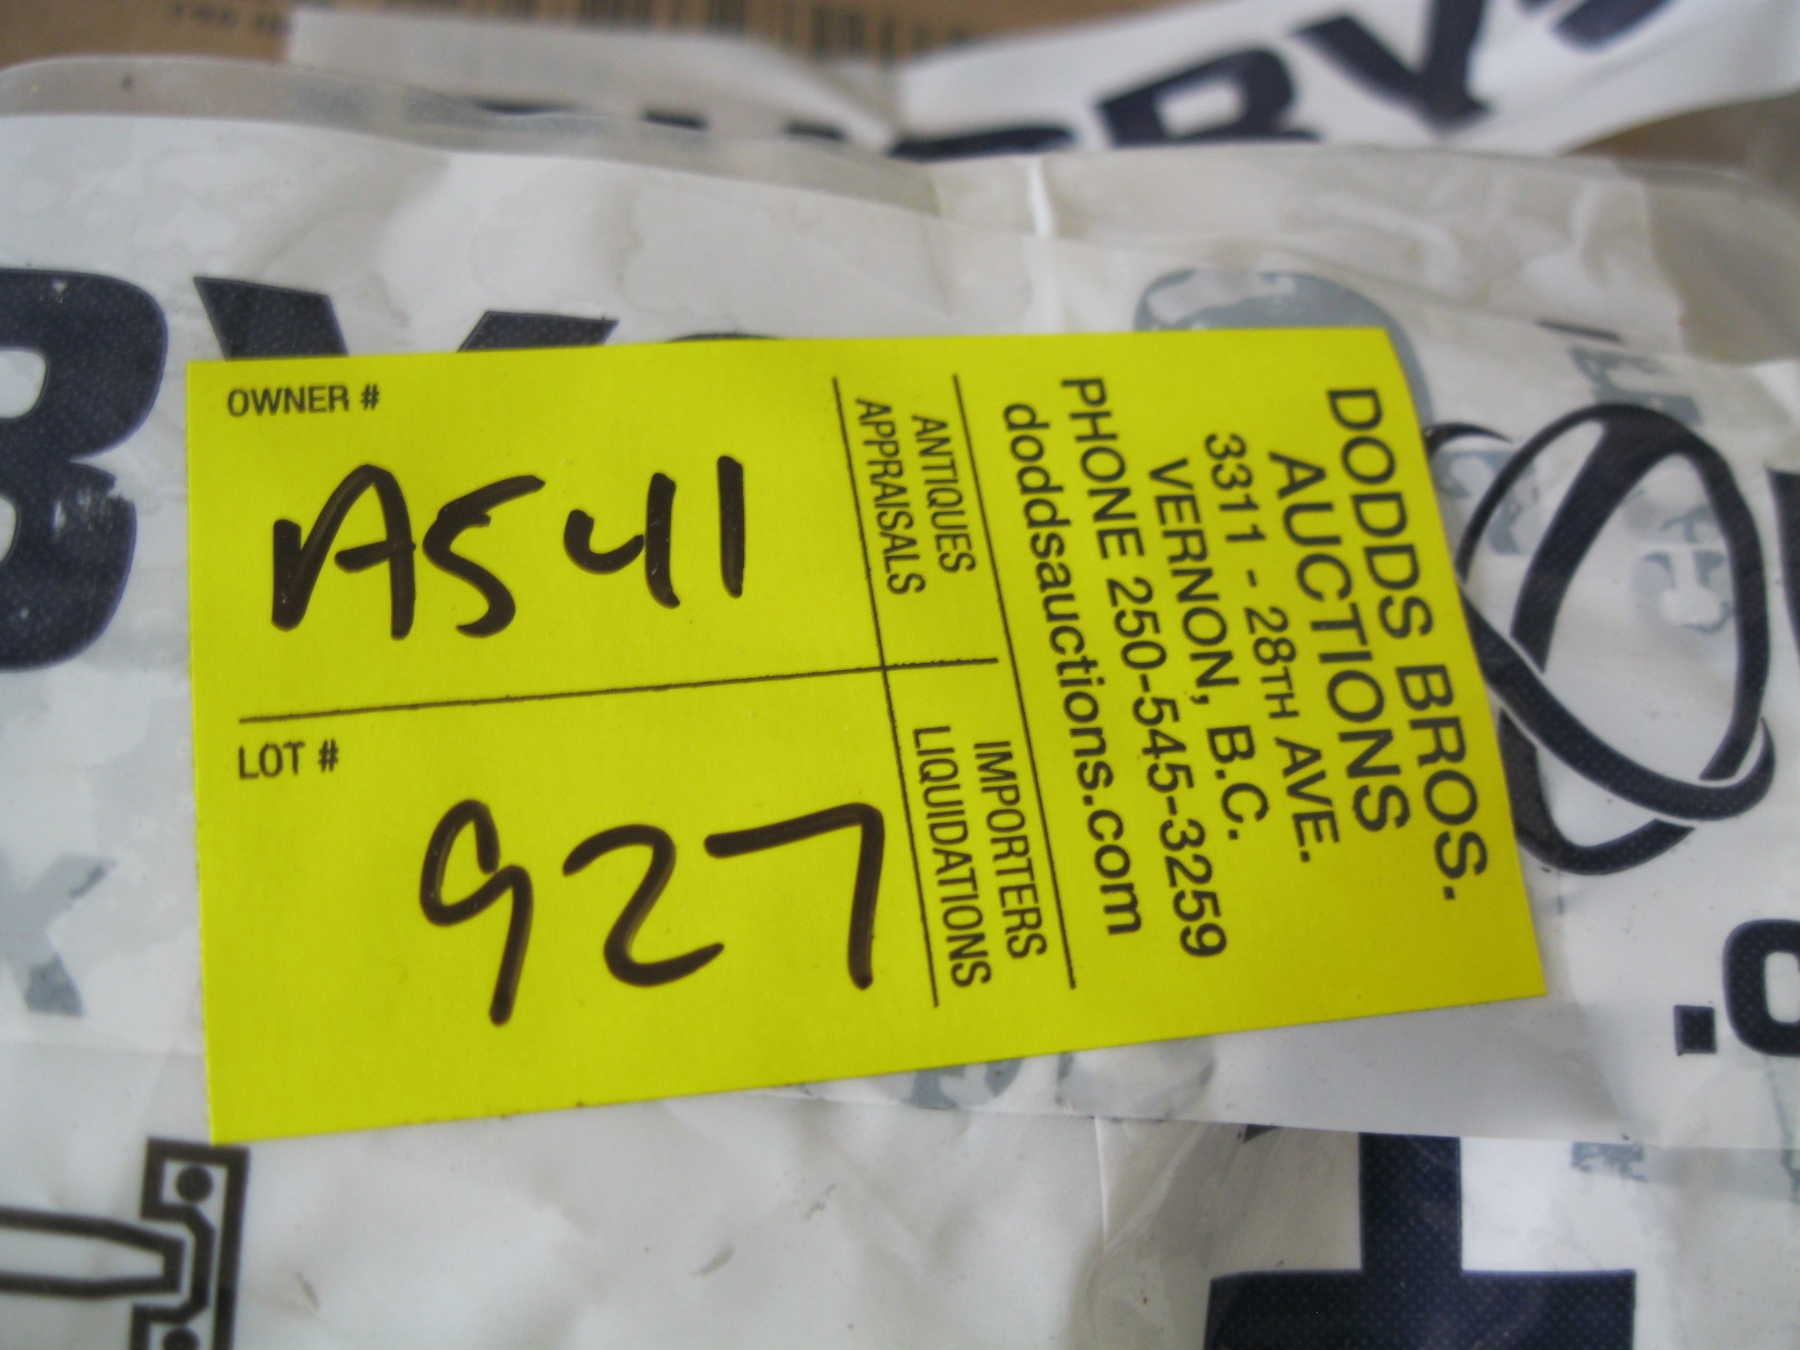 OWNER #
AS41
LOT #
927
ANTIQUES
APPRAISALS
IMPORTERS
LIQUIDATIONS
DODDS BROS.
AUCTIONS
3311 - 28TH AVE.
VERNON, B.C.
PHONE 250-545-3259
doddsauctions.com